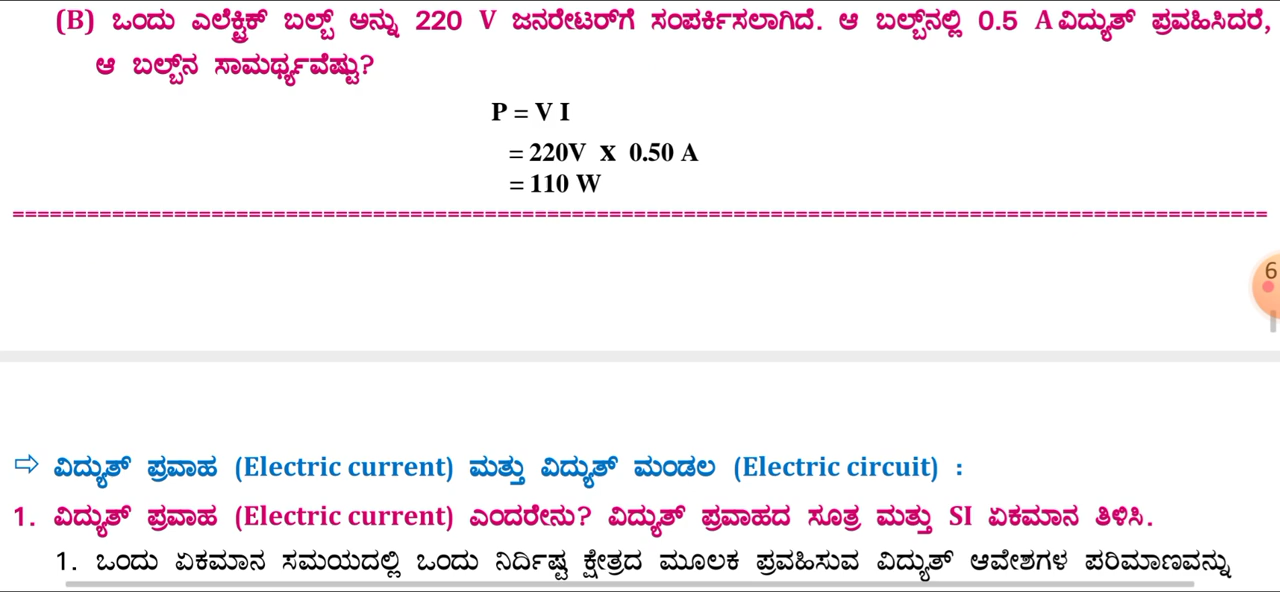 (B) ಒಂದು ಎಲೆಕ್ಟ್ರಿಕ್ ಬಲ್ಬ್ ಅನ್ನು 220 V ಜನರೇಟರ್‌ಗೆ ಸಂಪರ್ಕಿಸಲಾಗಿದೆ. ಆ ಬಲ್ಬ್‌ನಲ್ಲಿ 0.5 A ವಿದ್ಯುತ್ ಪ್ರವಹಿಸಿದರೆ,
ಆ ಬಲ್ಬ್‌ನ ಸಾಮರ್ಥ್ಯವೆಷ್ಟು?
P = V I
= 220V X 0.50 A
= 110 W
6
⇨ ವಿದ್ಯುತ್ ಪ್ರವಾಹ (Electric current) ಮತ್ತು ವಿದ್ಯುತ್ ಮಂಡಲ (Electric circuit) :
1. ವಿದ್ಯುತ್ ಪ್ರವಾಹ (Electric current) ಎಂದರೇನು? ವಿದ್ಯುತ್ ಪ್ರವಾಹದ ಸೂತ್ರ ಮತ್ತು SI ಏಕಮಾನ ತಿಳಿಸಿ.
1. ಒಂದು ಏಕಮಾನ ಸಮಯದಲ್ಲಿ ಒಂದು ನಿರ್ದಿಷ್ಟ ಕ್ಷೇತ್ರದ ಮೂಲಕ ಪ್ರವಹಿಸುವ ವಿದ್ಯುತ್ ಆವೇಶಗಳ ಪರಿಮಾಣವನ್ನು